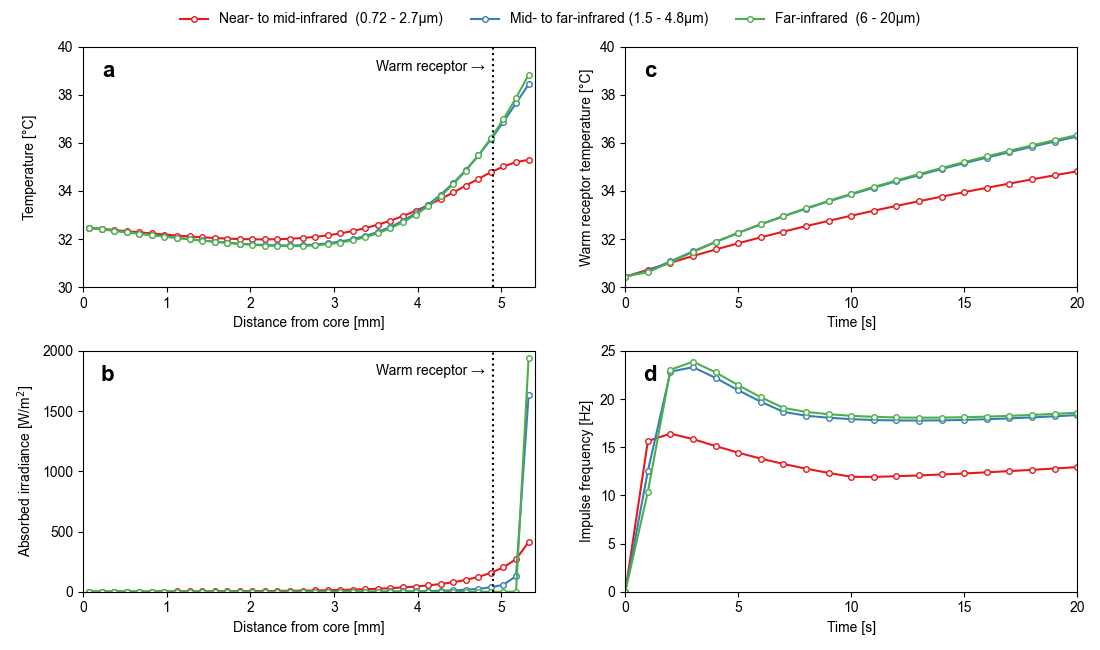 Near- to mid-infrared (0.72 - 2.7µm) Mid- to far-infrared (1.5 - 4.8µm) Far-infrared (6 - 20µm)
a
Warm receptor →
40
38
36
34
32
30
Temperature [°C]
0 1 2 3 4 5
Distance from core [mm]
c
40
38
36
34
32
30
Warm receptor temperature [°C]
0 5 10 15 20
Time [s]
b
Warm receptor →
2000
1500
1000
500
0
Absorbed irradiance [W/m²]
0 1 2 3 4 5
Distance from core [mm]
d
25
20
15
10
5
0
Impulse frequency [Hz]
0 5 10 15 20
Time [s]